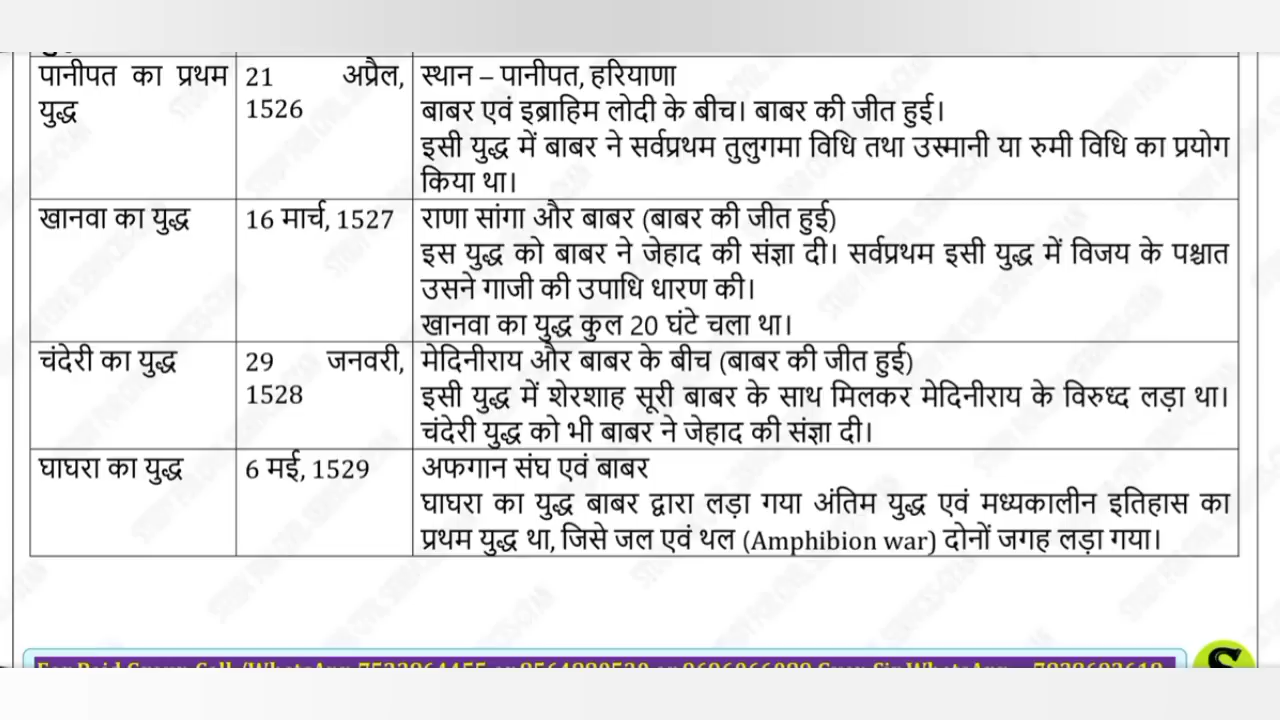 पानीपत का प्रथम
युद्ध
21 अप्रैल,
1526
स्थान – पानीपत, हरियाणा
बाबर एवं इब्राहिम लोदी के बीच। बाबर की जीत हुई।
इसी युद्ध में बाबर ने सर्वप्रथम तुलुगमा विधि तथा उस्मानी या रुमी विधि का प्रयोग
किया था।
खानवा का युद्ध
16 मार्च, 1527
राणा सांगा और बाबर (बाबर की जीत हुई)
इस युद्ध को बाबर ने जेहाद की संज्ञा दी। सर्वप्रथम इसी युद्ध में विजय के पश्चात
उसने गाजी की उपाधि धारण की।
खानवा का युद्ध कुल 20 घंटे चला था।
चंदेरी का युद्ध
29 जनवरी,
1528
मेदिनीराय और बाबर के बीच (बाबर की जीत हुई)
इसी युद्ध में शेरशाह सूरी बाबर के साथ मिलकर मेदिनीराय के विरुध्द लड़ा था।
चंदेरी युद्ध को भी बाबर ने जेहाद की संज्ञा दी।
घाघरा का युद्ध
6 मई, 1529
अफगान संघ एवं बाबर
घाघरा का युद्ध बाबर द्वारा लड़ा गया अंतिम युद्ध एवं मध्यकालीन इतिहास का
प्रथम युद्ध था, जिसे जल एवं थल (Amphibion war) दोनों जगह लड़ा गया।